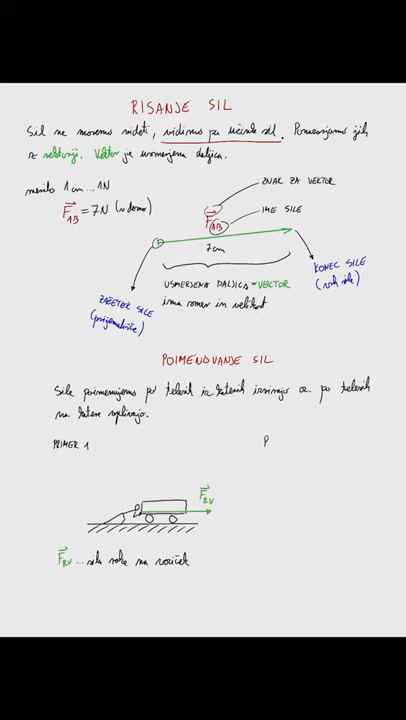 RISANJE SIL
Sil ne moremo videti, vidimo pa učinke sil. Ponazarjamo jih
z vektorji. Vektor je usmerjena daljica.
merilo 1cm...1N
ZNAK ZA VEKTOR
F AB = 7N (v desno)
F AB
IME SILE
7cm
KONEC SILE
(vrh sile)
ZAČETEK SILE
(prijemališče)
USMERJENA DALJICA = VEKTOR
ima smer in velikost
POIMENOVANJE SIL
Sile poimenujemo po telesih iz katerih izvirajo oz. po telesih
na katere vplivajo.
PRIMER 1
P
F RV
F RV ...sila roke na voziček